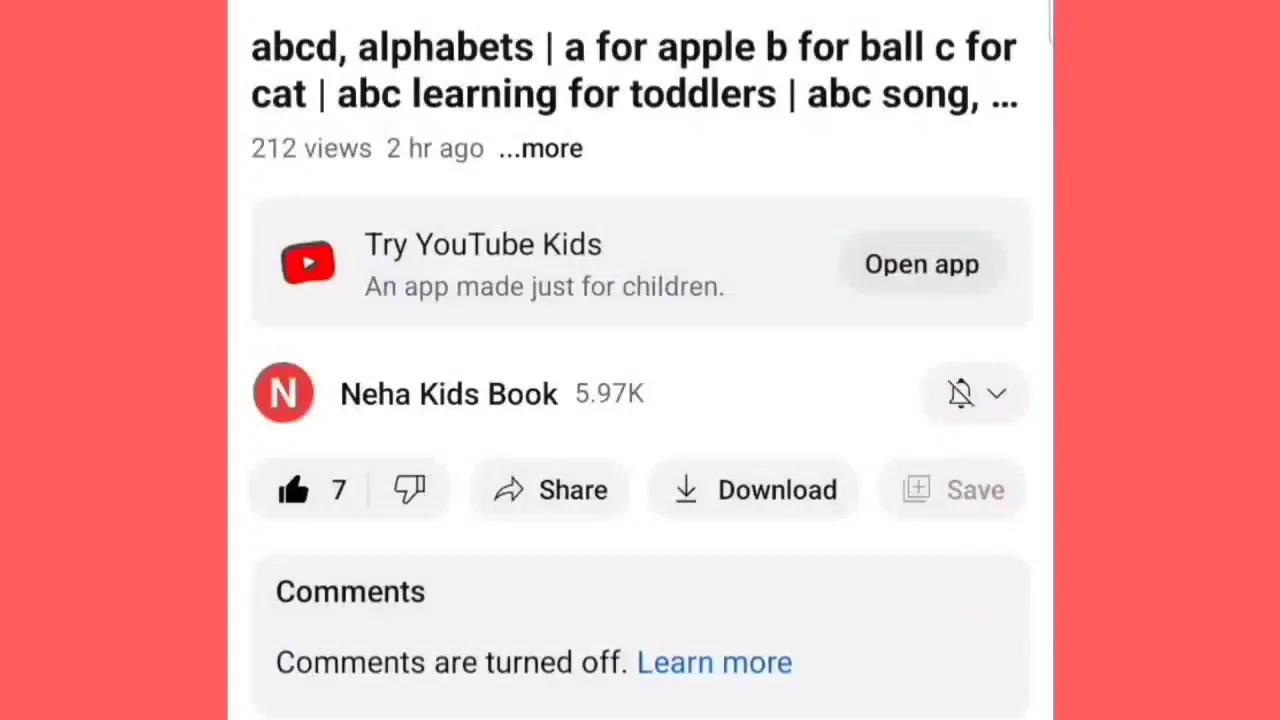 abcd, alphabets | a for apple b for ball c for
cat | abc learning for toddlers | abc song, ...
212 views 2 hr ago ...more
Try YouTube Kids
An app made just for children.
Open app
N Neha Kids Book 5.97K
7 Share Download Save
Comments
Comments are turned off. Learn more